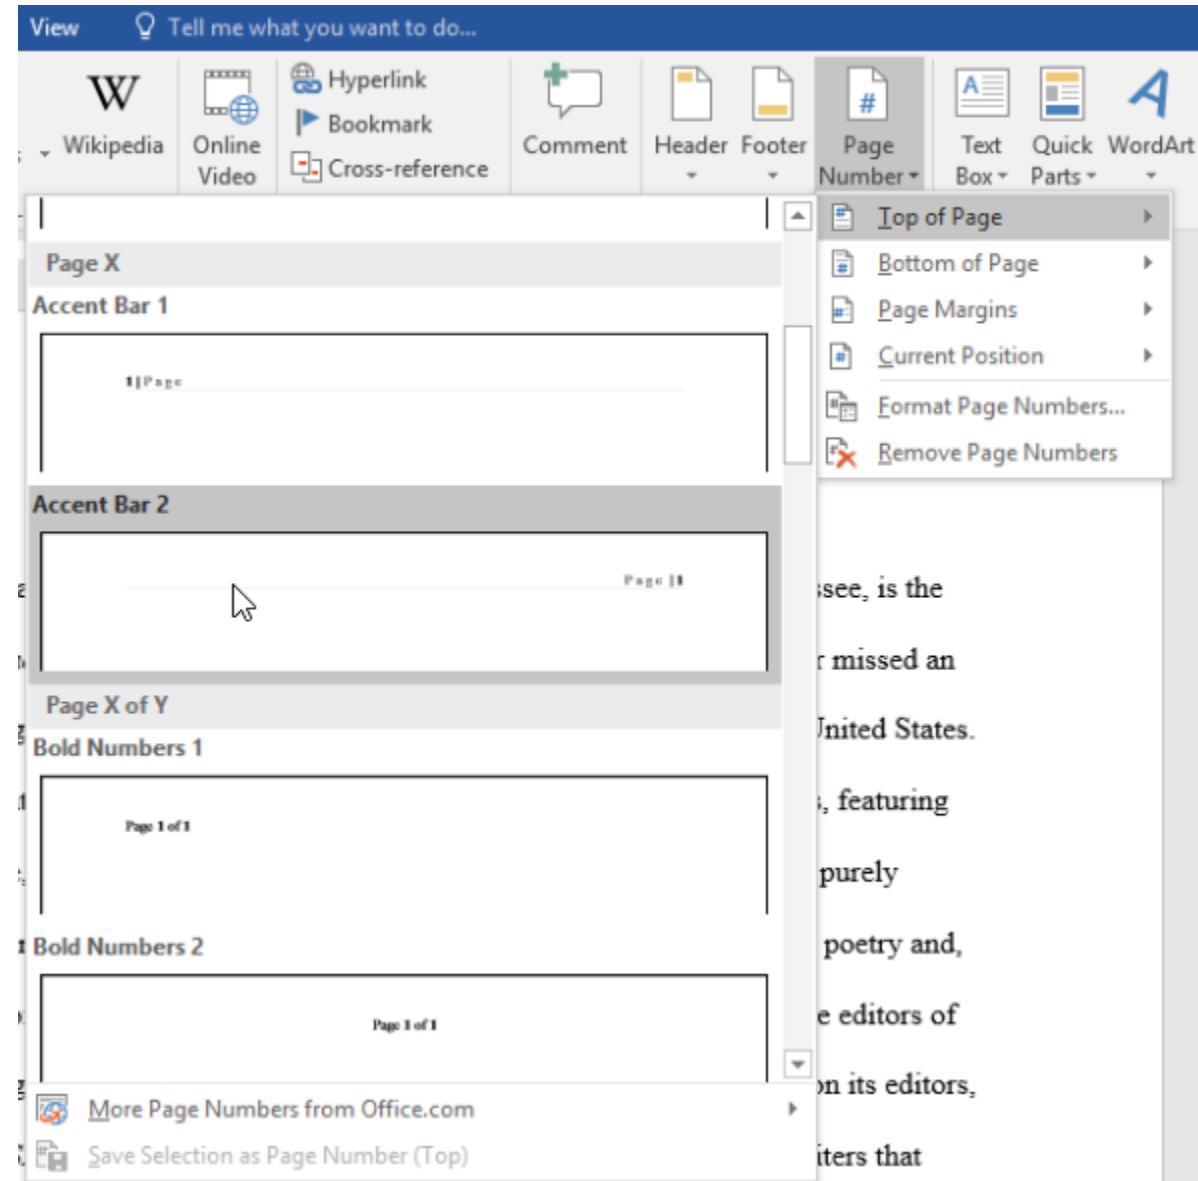 View Tell me what you want to do...
Wikipedia
Online Video
Hyperlink
Bookmark
Cross-reference
Comment
Header
Footer
Page Number
Text Box
Quick Parts
WordArt
Top of Page
Bottom of Page
Page Margins
Current Position
Format Page Numbers...
Remove Page Numbers
Page X
Accent Bar 1
1|Page
Accent Bar 2
Page |1
Page X of Y
Bold Numbers 1
Page 1 of 1
Bold Numbers 2
Page 1 of 1
More Page Numbers from Office.com
Save Selection as Page Number (Top)
is the
missed an
States.
featuring
purely
poetry and,
editors of
its editors,
that